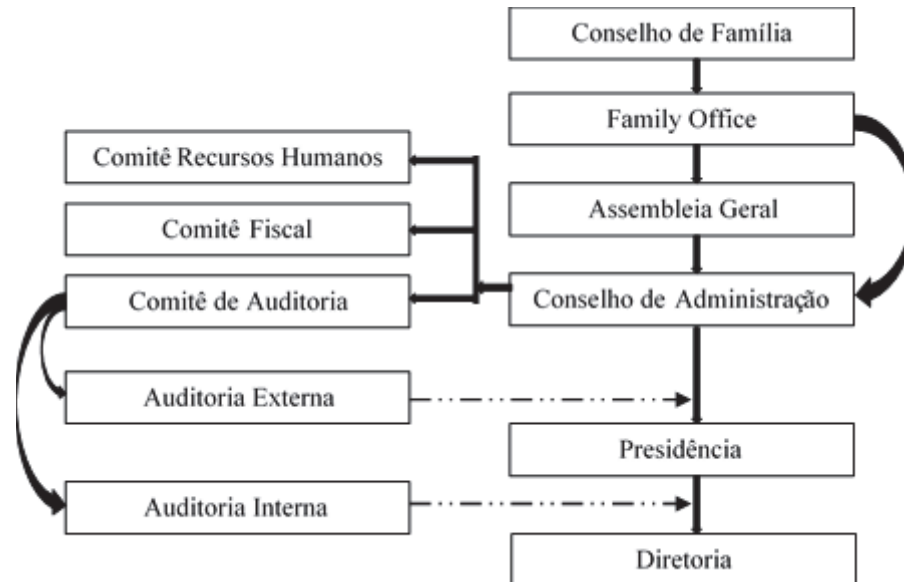 Conselho de Família
Family Office
Comitê Recursos Humanos
Assembleia Geral
Comitê Fiscal
Conselho de Administração
Comitê de Auditoria
Auditoria Externa
Presidência
Auditoria Interna
Diretoria